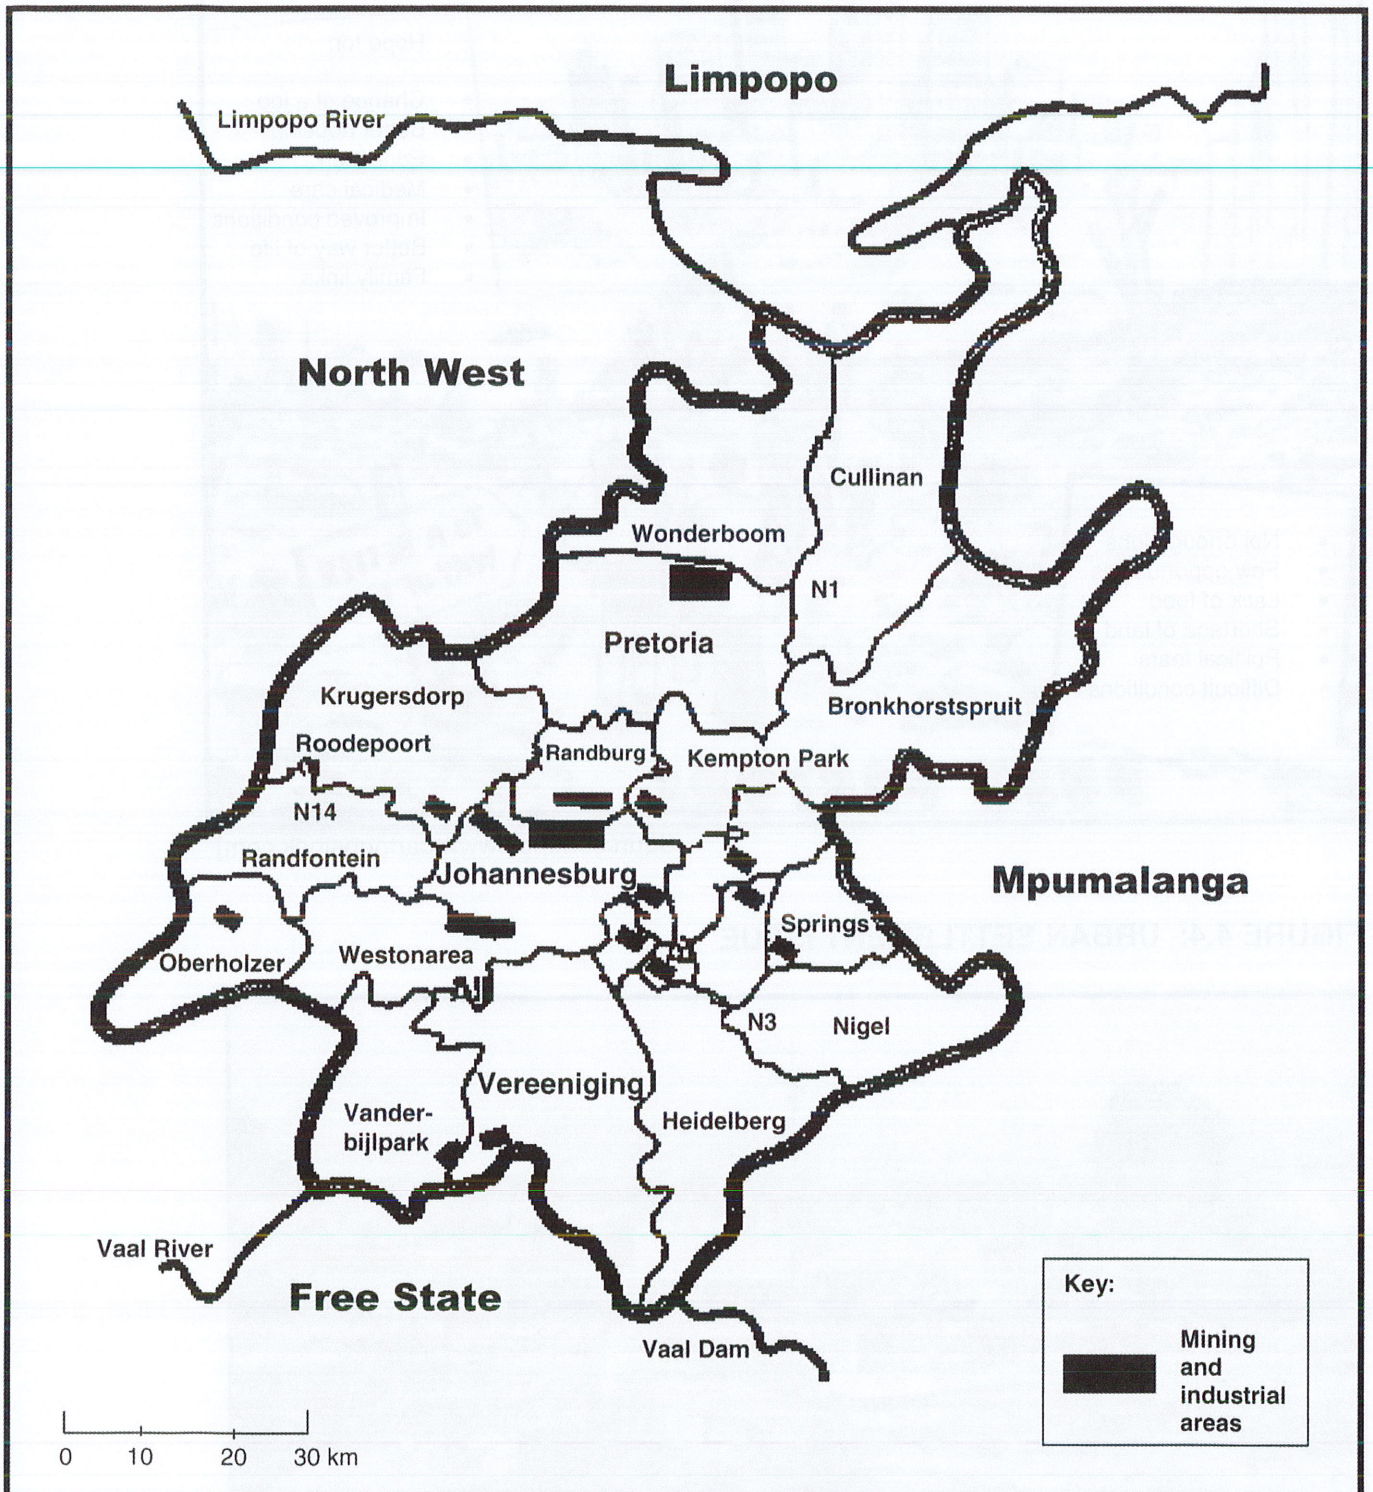 Limpopo
Limpopo River
North West
Cullinan
Wonderboom
N1
Pretoria
Krugersdorp
Bronkhorstspruit
Roodepoort
Randburg
Kempton Park
N14
Randfontein
Johannesburg
Mpumalanga
Springs
Westonarea
Oberholzer
N3
Nigel
Vereeniging
Vander-
bijlpark
Heidelberg
Vaal River
Free State
Vaal Dam
Key:
Mining
and
industrial
areas
0 10 20 30 km